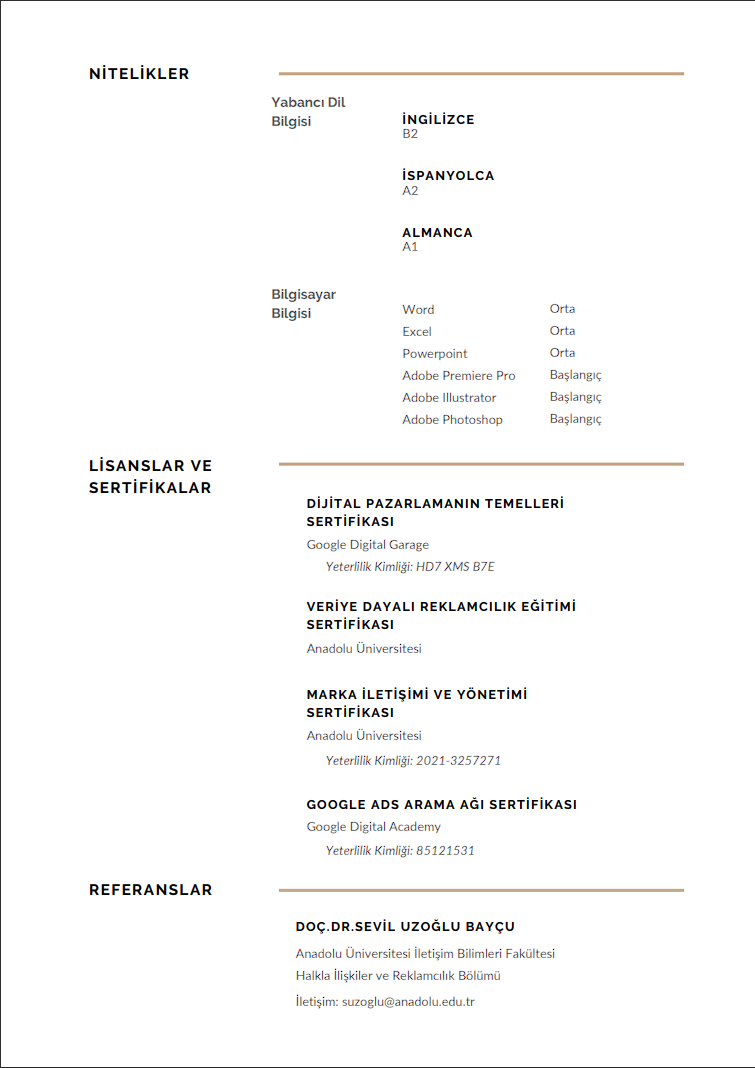 NİTELİKLER
Yabancı Dil
Bilgisi
İNGİLİZCE
B2
İSPANYOLCA
A2
ALMANCA
A1
Bilgisayar
Bilgisi
Word Orta
Excel Orta
Powerpoint Orta
Adobe Premiere Pro Başlangıç
Adobe Illustrator Başlangıç
Adobe Photoshop Başlangıç
LİSANSLAR VE
SERTİFİKALAR
DİJİTAL PAZARLAMANIN TEMELLERİ
SERTİFİKASI
Google Digital Garage
Yeterlilik Kimliği: HD7 XMS B7E
VERİYE DAYALI REKLAMCILIK EĞİTİMİ
SERTİFİKASI
Anadolu Üniversitesi
MARKA İLETİŞİMİ VE YÖNETİMİ
SERTİFİKASI
Anadolu Üniversitesi
Yeterlilik Kimliği: 2021-3257271
GOOGLE ADS ARAMA AĞI SERTİFİKASI
Google Digital Academy
Yeterlilik Kimliği: 85121531
REFERANSLAR
DOÇ.DR.SEVİL UZOĞLU BAYÇU
Anadolu Üniversitesi İletişim Bilimleri Fakültesi
Halkla İlişkiler ve Reklamcılık Bölümü
İletişim: suzoglu@anadolu.edu.tr